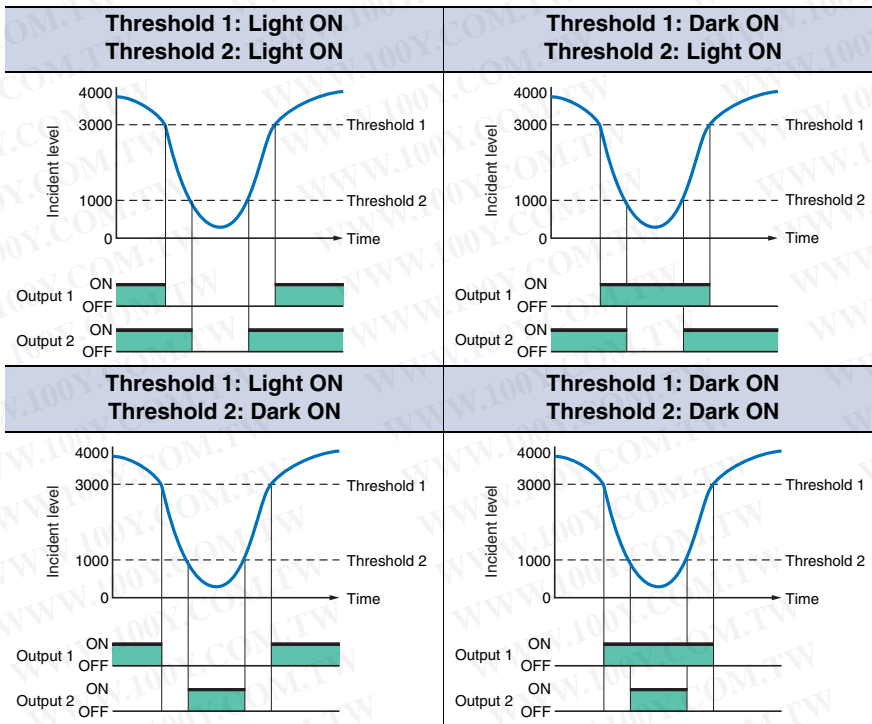 Threshold 1: Light ON
Threshold 2: Light ON
4000
3000
1000
0
Incident level
Threshold 1
Threshold 2
Time
Output 1
ON
OFF
Output 2
ON
OFF
Threshold 1: Dark ON
Threshold 2: Light ON
4000
3000
1000
0
Incident level
Threshold 1
Threshold 2
Time
Output 1
ON
OFF
Output 2
ON
OFF
Threshold 1: Light ON
Threshold 2: Dark ON
4000
3000
1000
0
Incident level
Threshold 1
Threshold 2
Time
Output 1
ON
OFF
Output 2
ON
OFF
Threshold 1: Dark ON
Threshold 2: Dark ON
4000
3000
1000
0
Incident level
Threshold 1
Threshold 2
Time
Output 1
ON
OFF
Output 2
ON
OFF
WWW.100Y.COM.TW